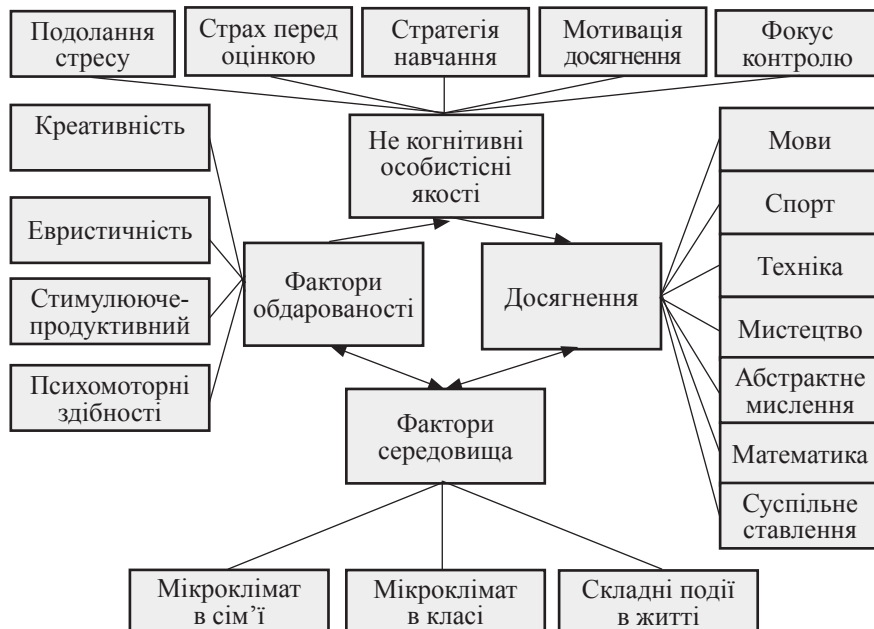 Подолання
стресу
Страх перед
оцінкою
Стратегія
навчання
Мотивація
досягнення
Фокус
контролю
Креативність
Евристичність
Стимулююче-
продуктивний
Психомоторні
здібності
Не когнітивні
особистісні
якості
Фактори
обдарованості
Досягнення
Фактори
середовища
Мови
Спорт
Техніка
Мистецтво
Абстрактне
мислення
Математика
Суспільне
ставлення
Мікроклімат
в сім’ї
Мікроклімат
в класі
Складні події
в житті